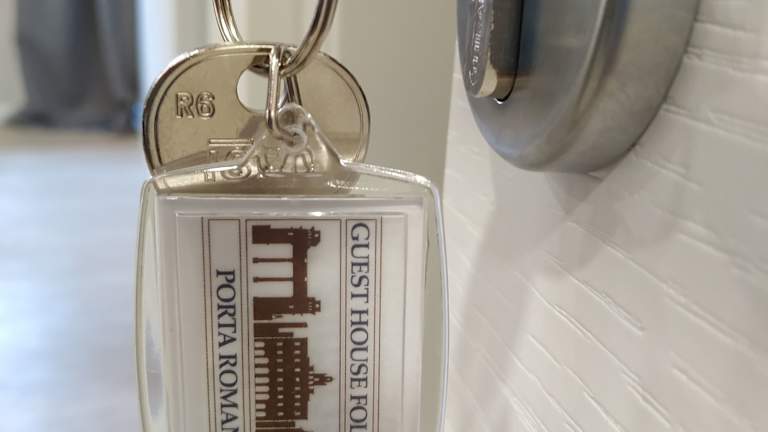 R6
GUEST HOUSE FOL
PORTA ROMAN